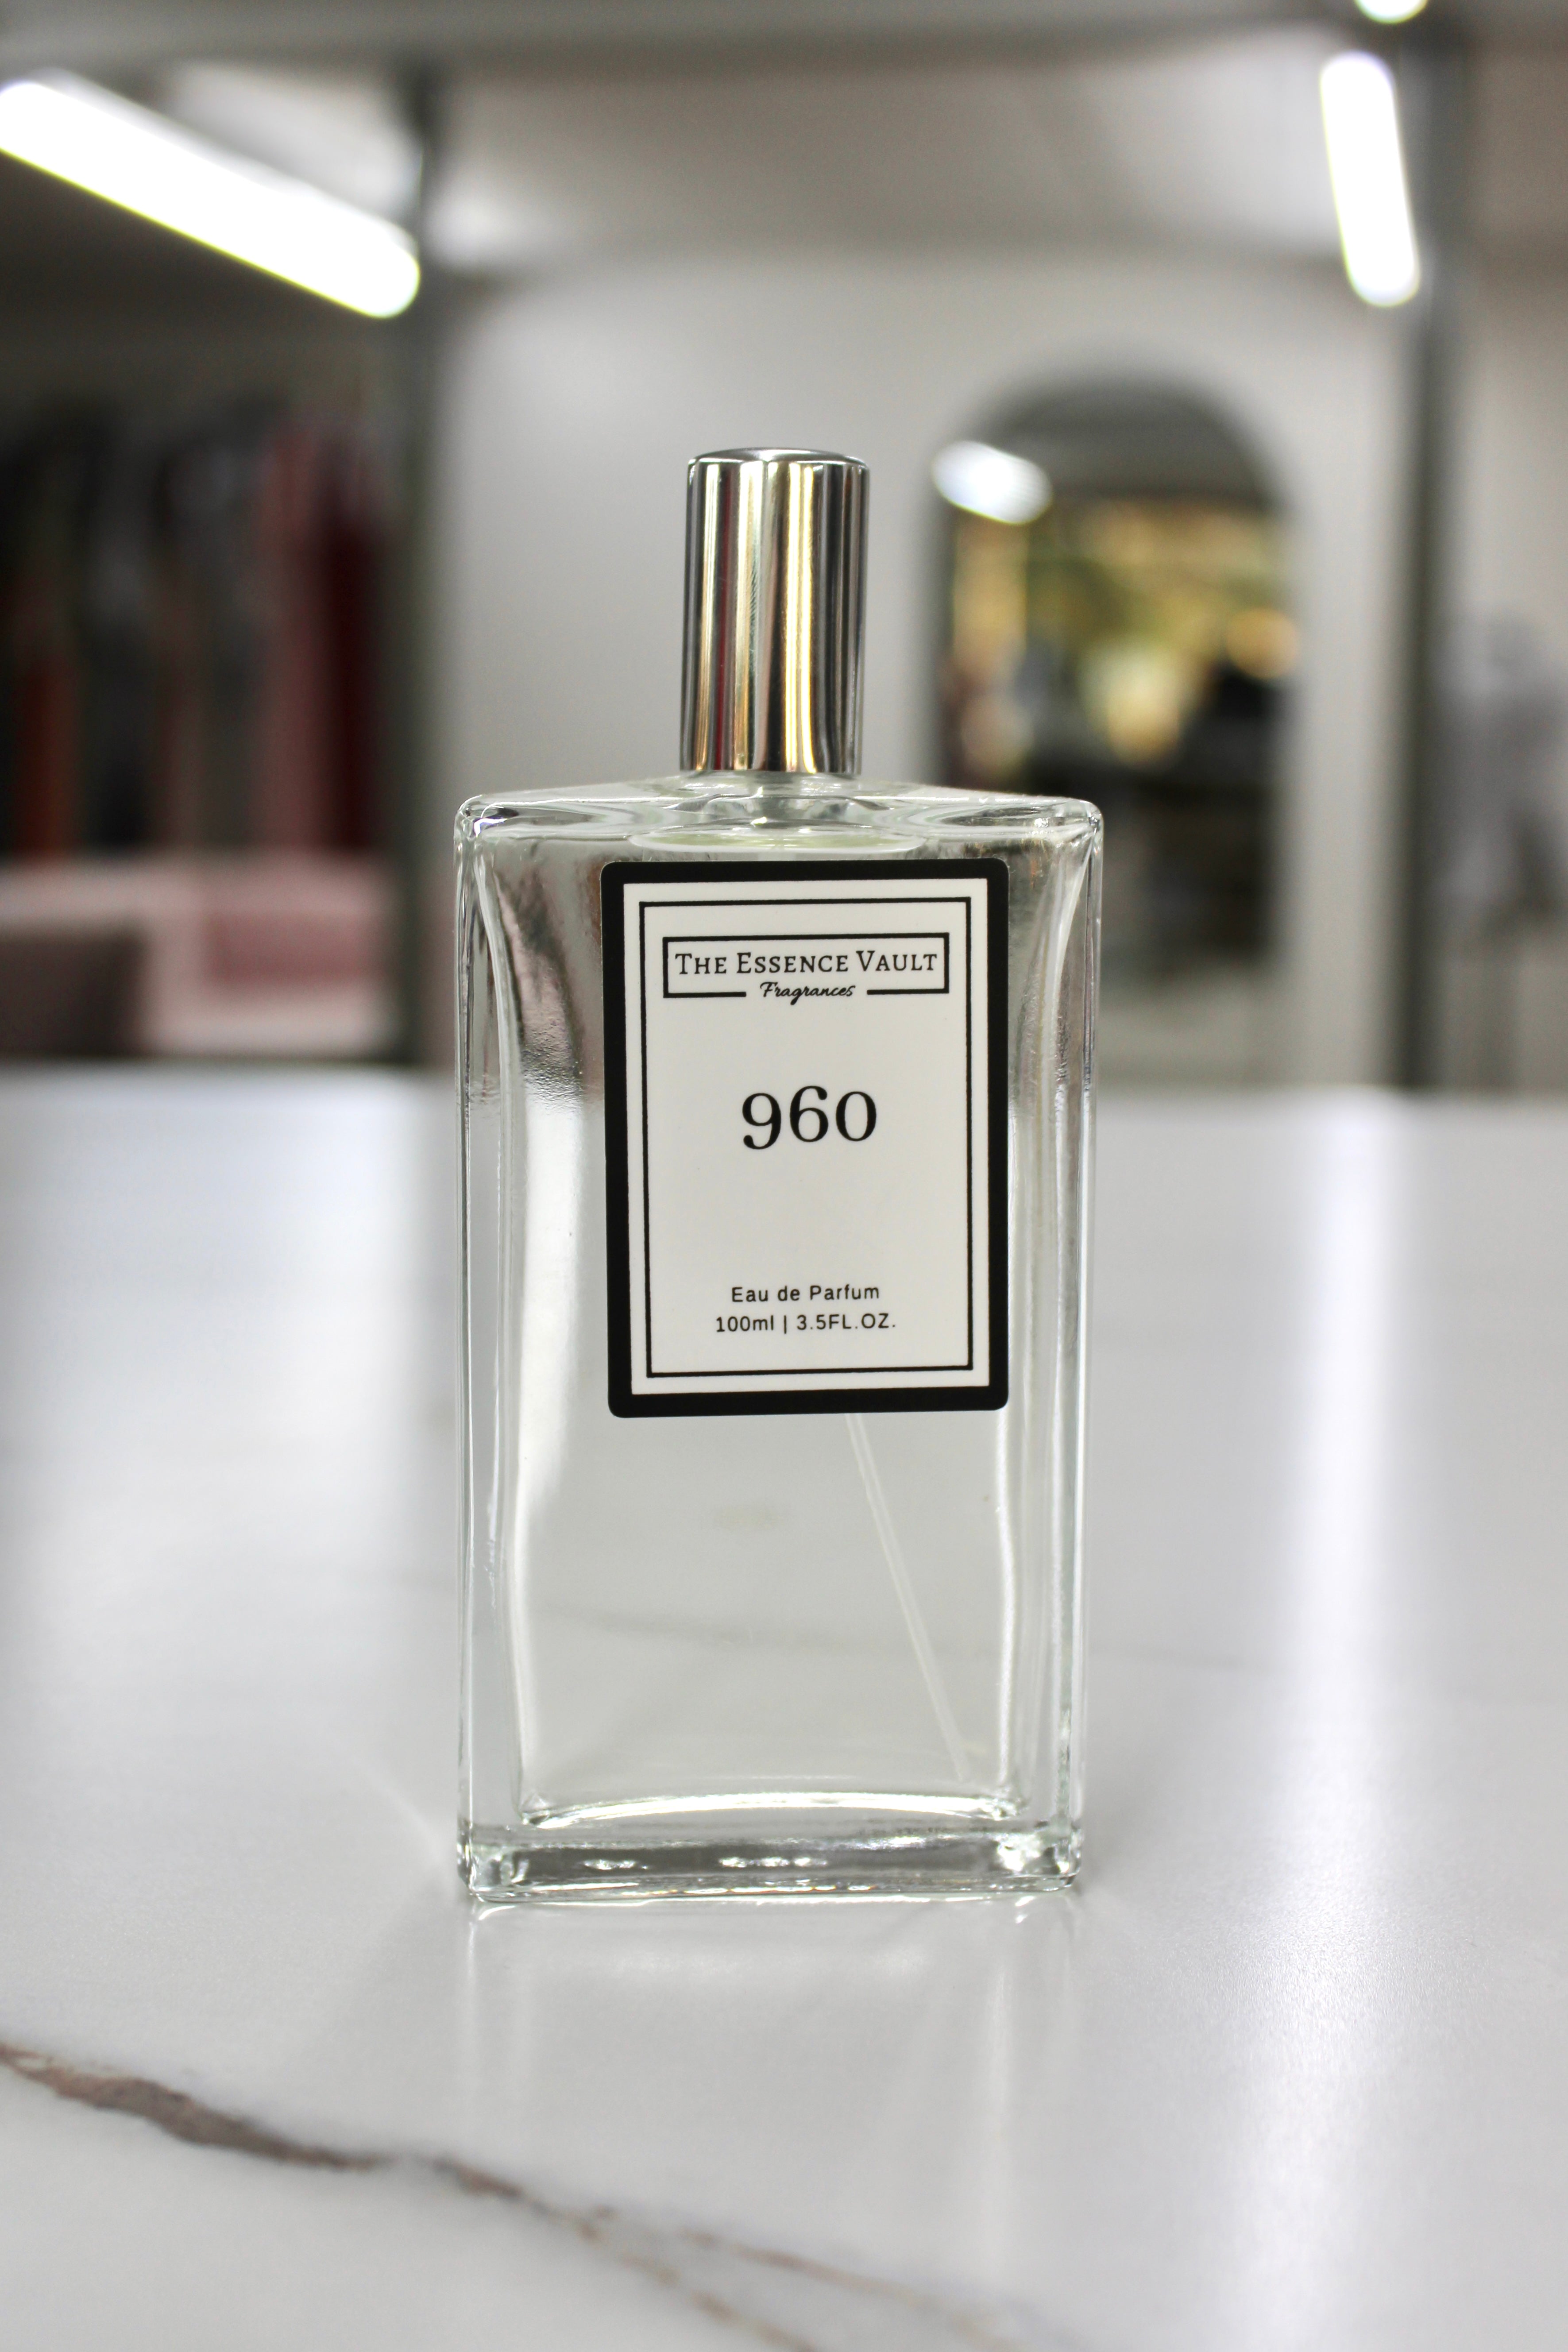 THE ESSENCE VAULT
Fragrances
960
Eau de Parfum
100ml | 3.5FL.OZ.